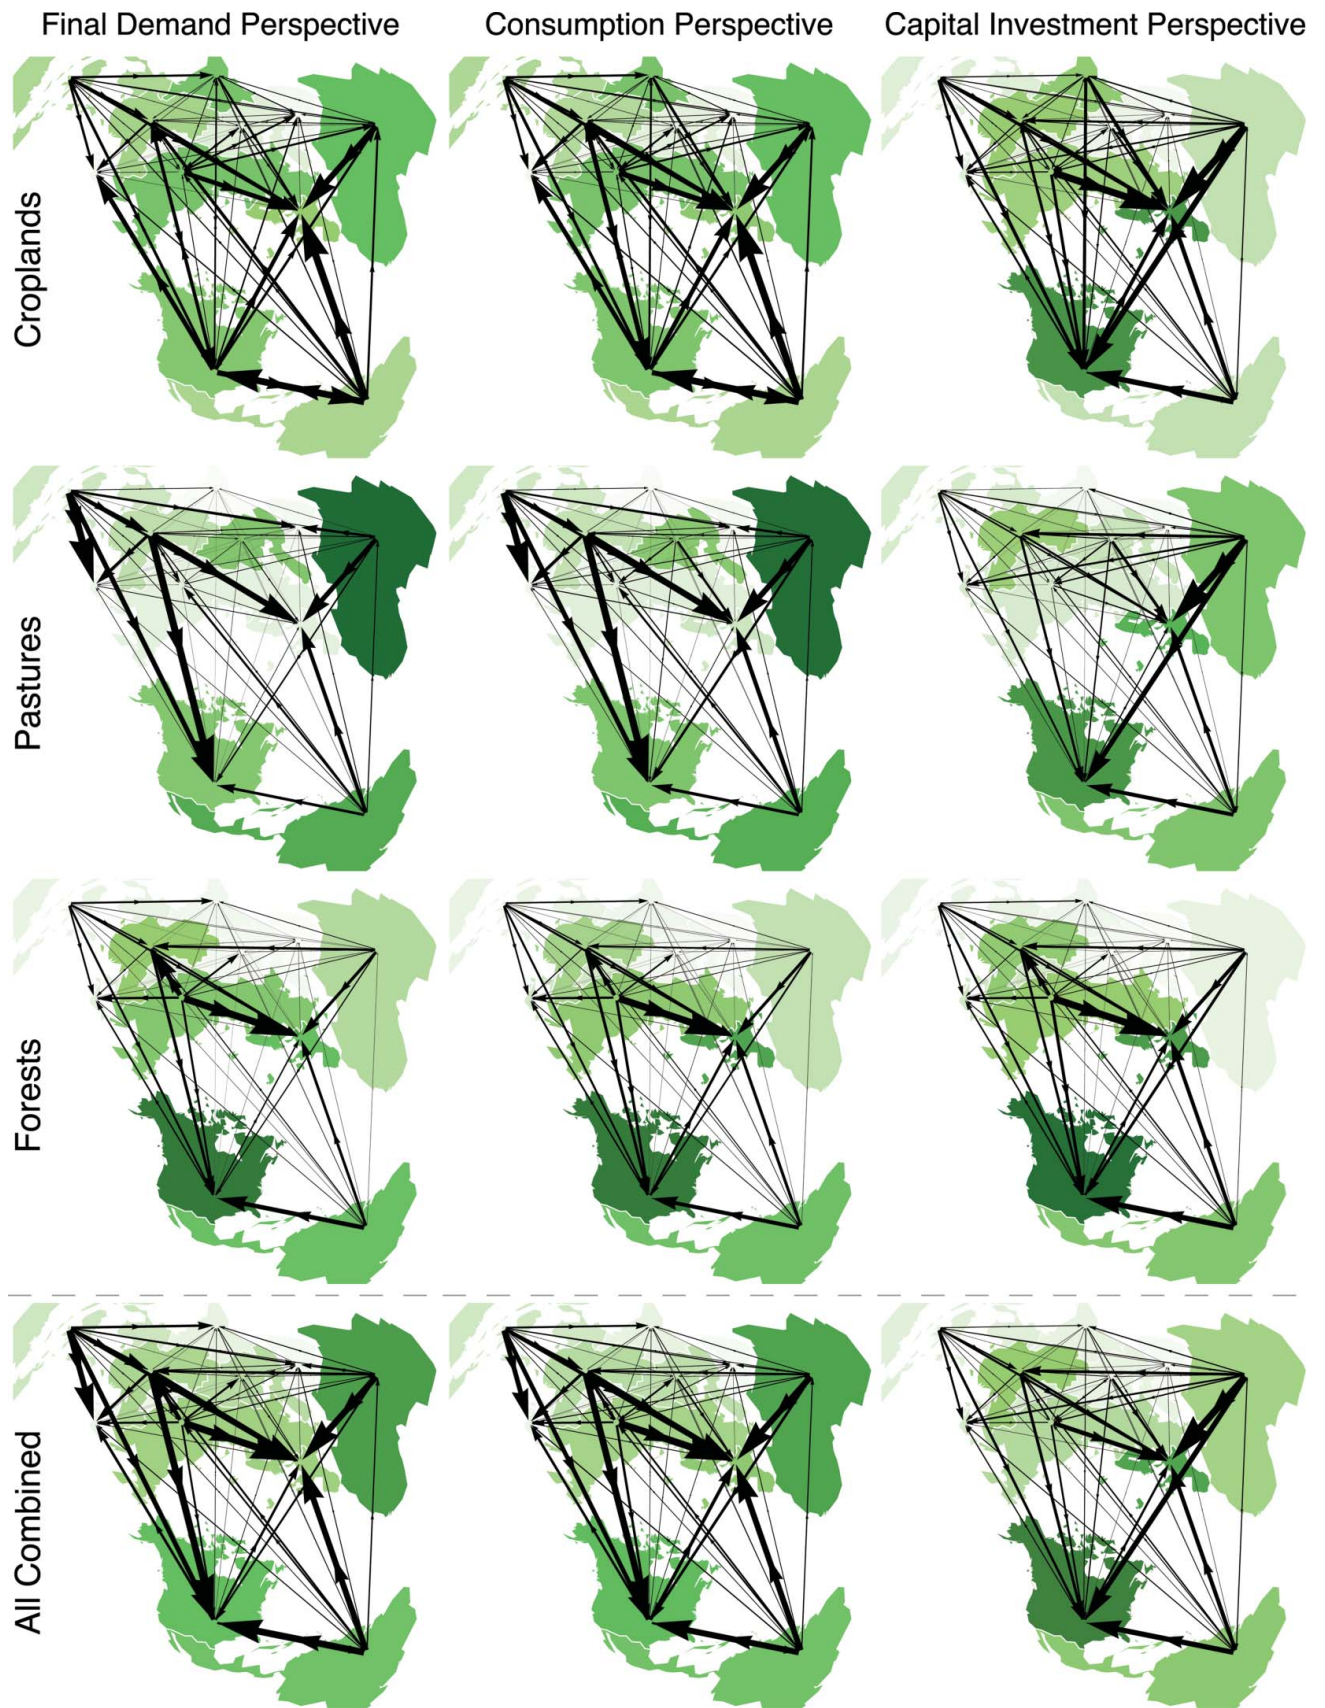 Final Demand Perspective
Consumption Perspective
Capital Investment Perspective
Croplands
Pastures
Forests
All Combined